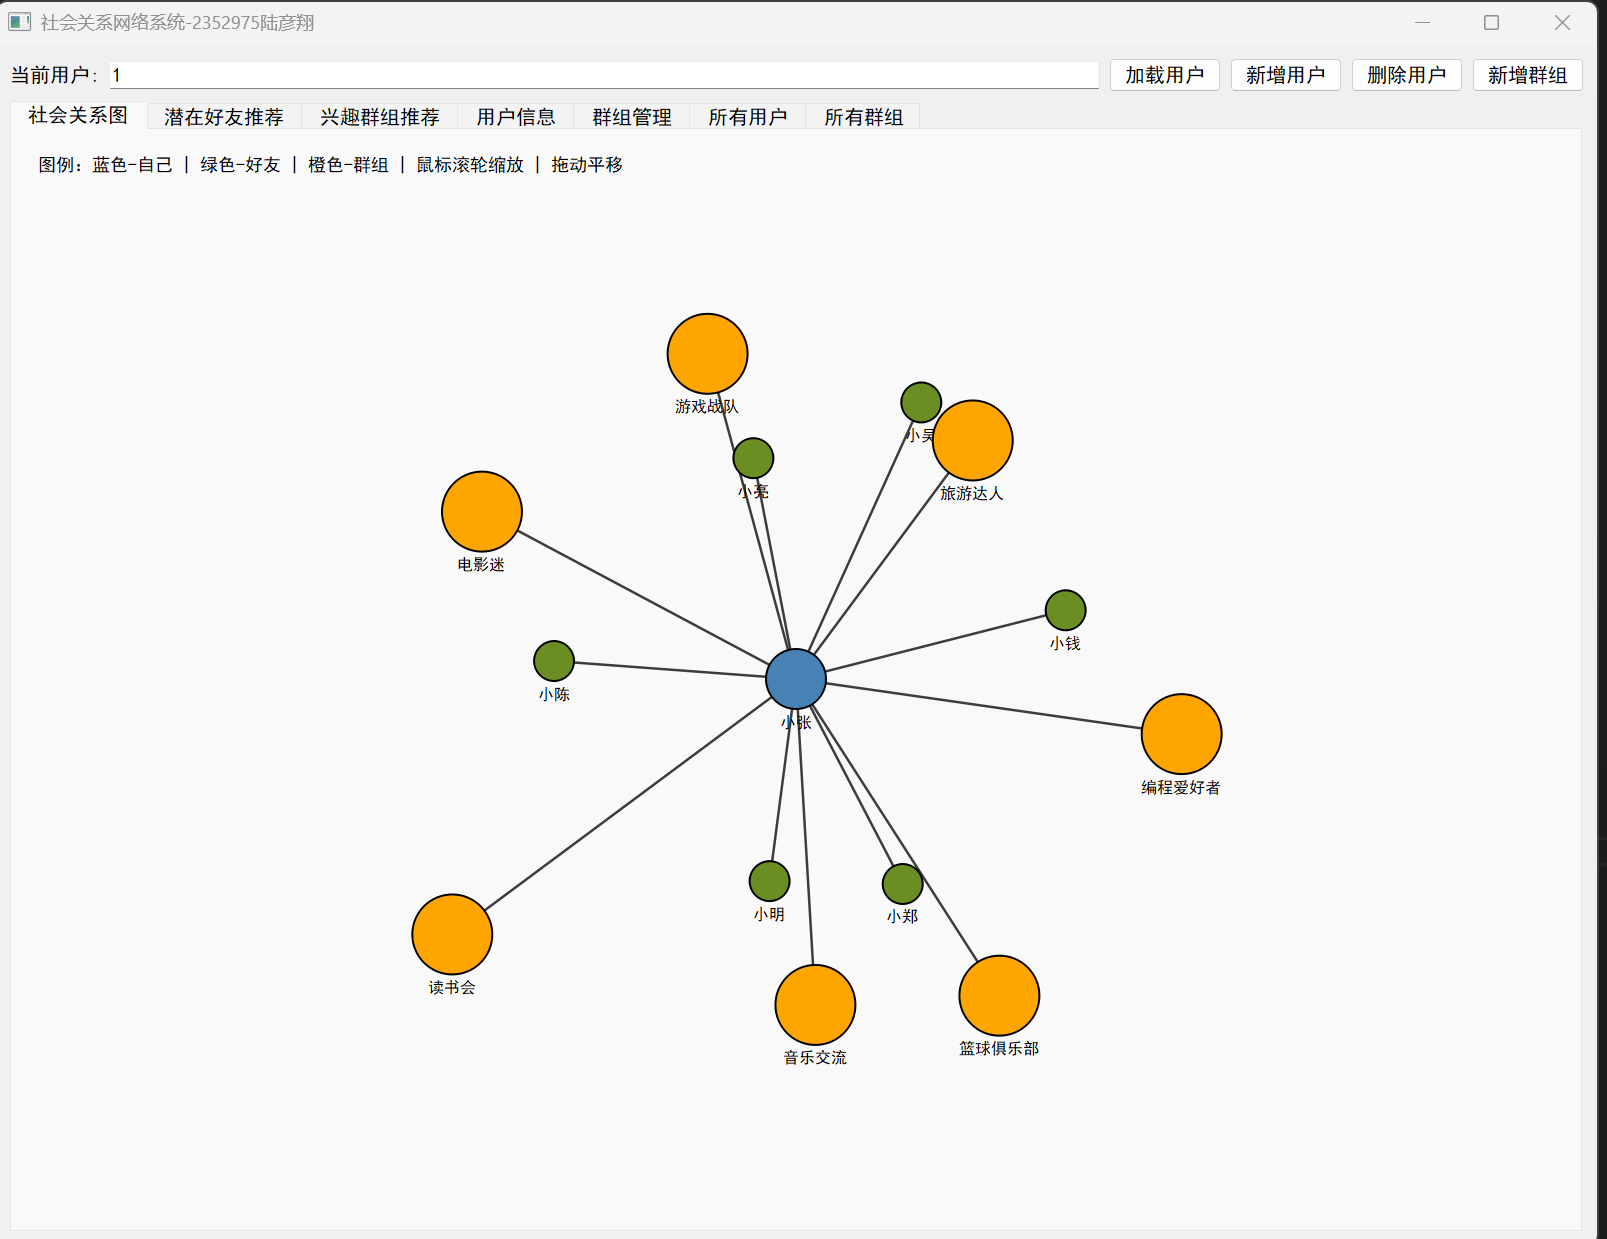 社会关系网络系统-2352975陆彦翔
当前用户: 1 加载用户 新增用户 删除用户 新增群组
社会关系图 潜在好友推荐 兴趣群组推荐 用户信息 群组管理 所有用户 所有群组
图例: 蓝色-自己 | 绿色-好友 | 橙色-群组 | 鼠标滚轮缩放 | 拖动平移
游戏战队
小吴
小亮
旅游达人
电影迷
小钱
小陈
小张
编程爱好者
小明
小郑
读书会
音乐交流
篮球俱乐部